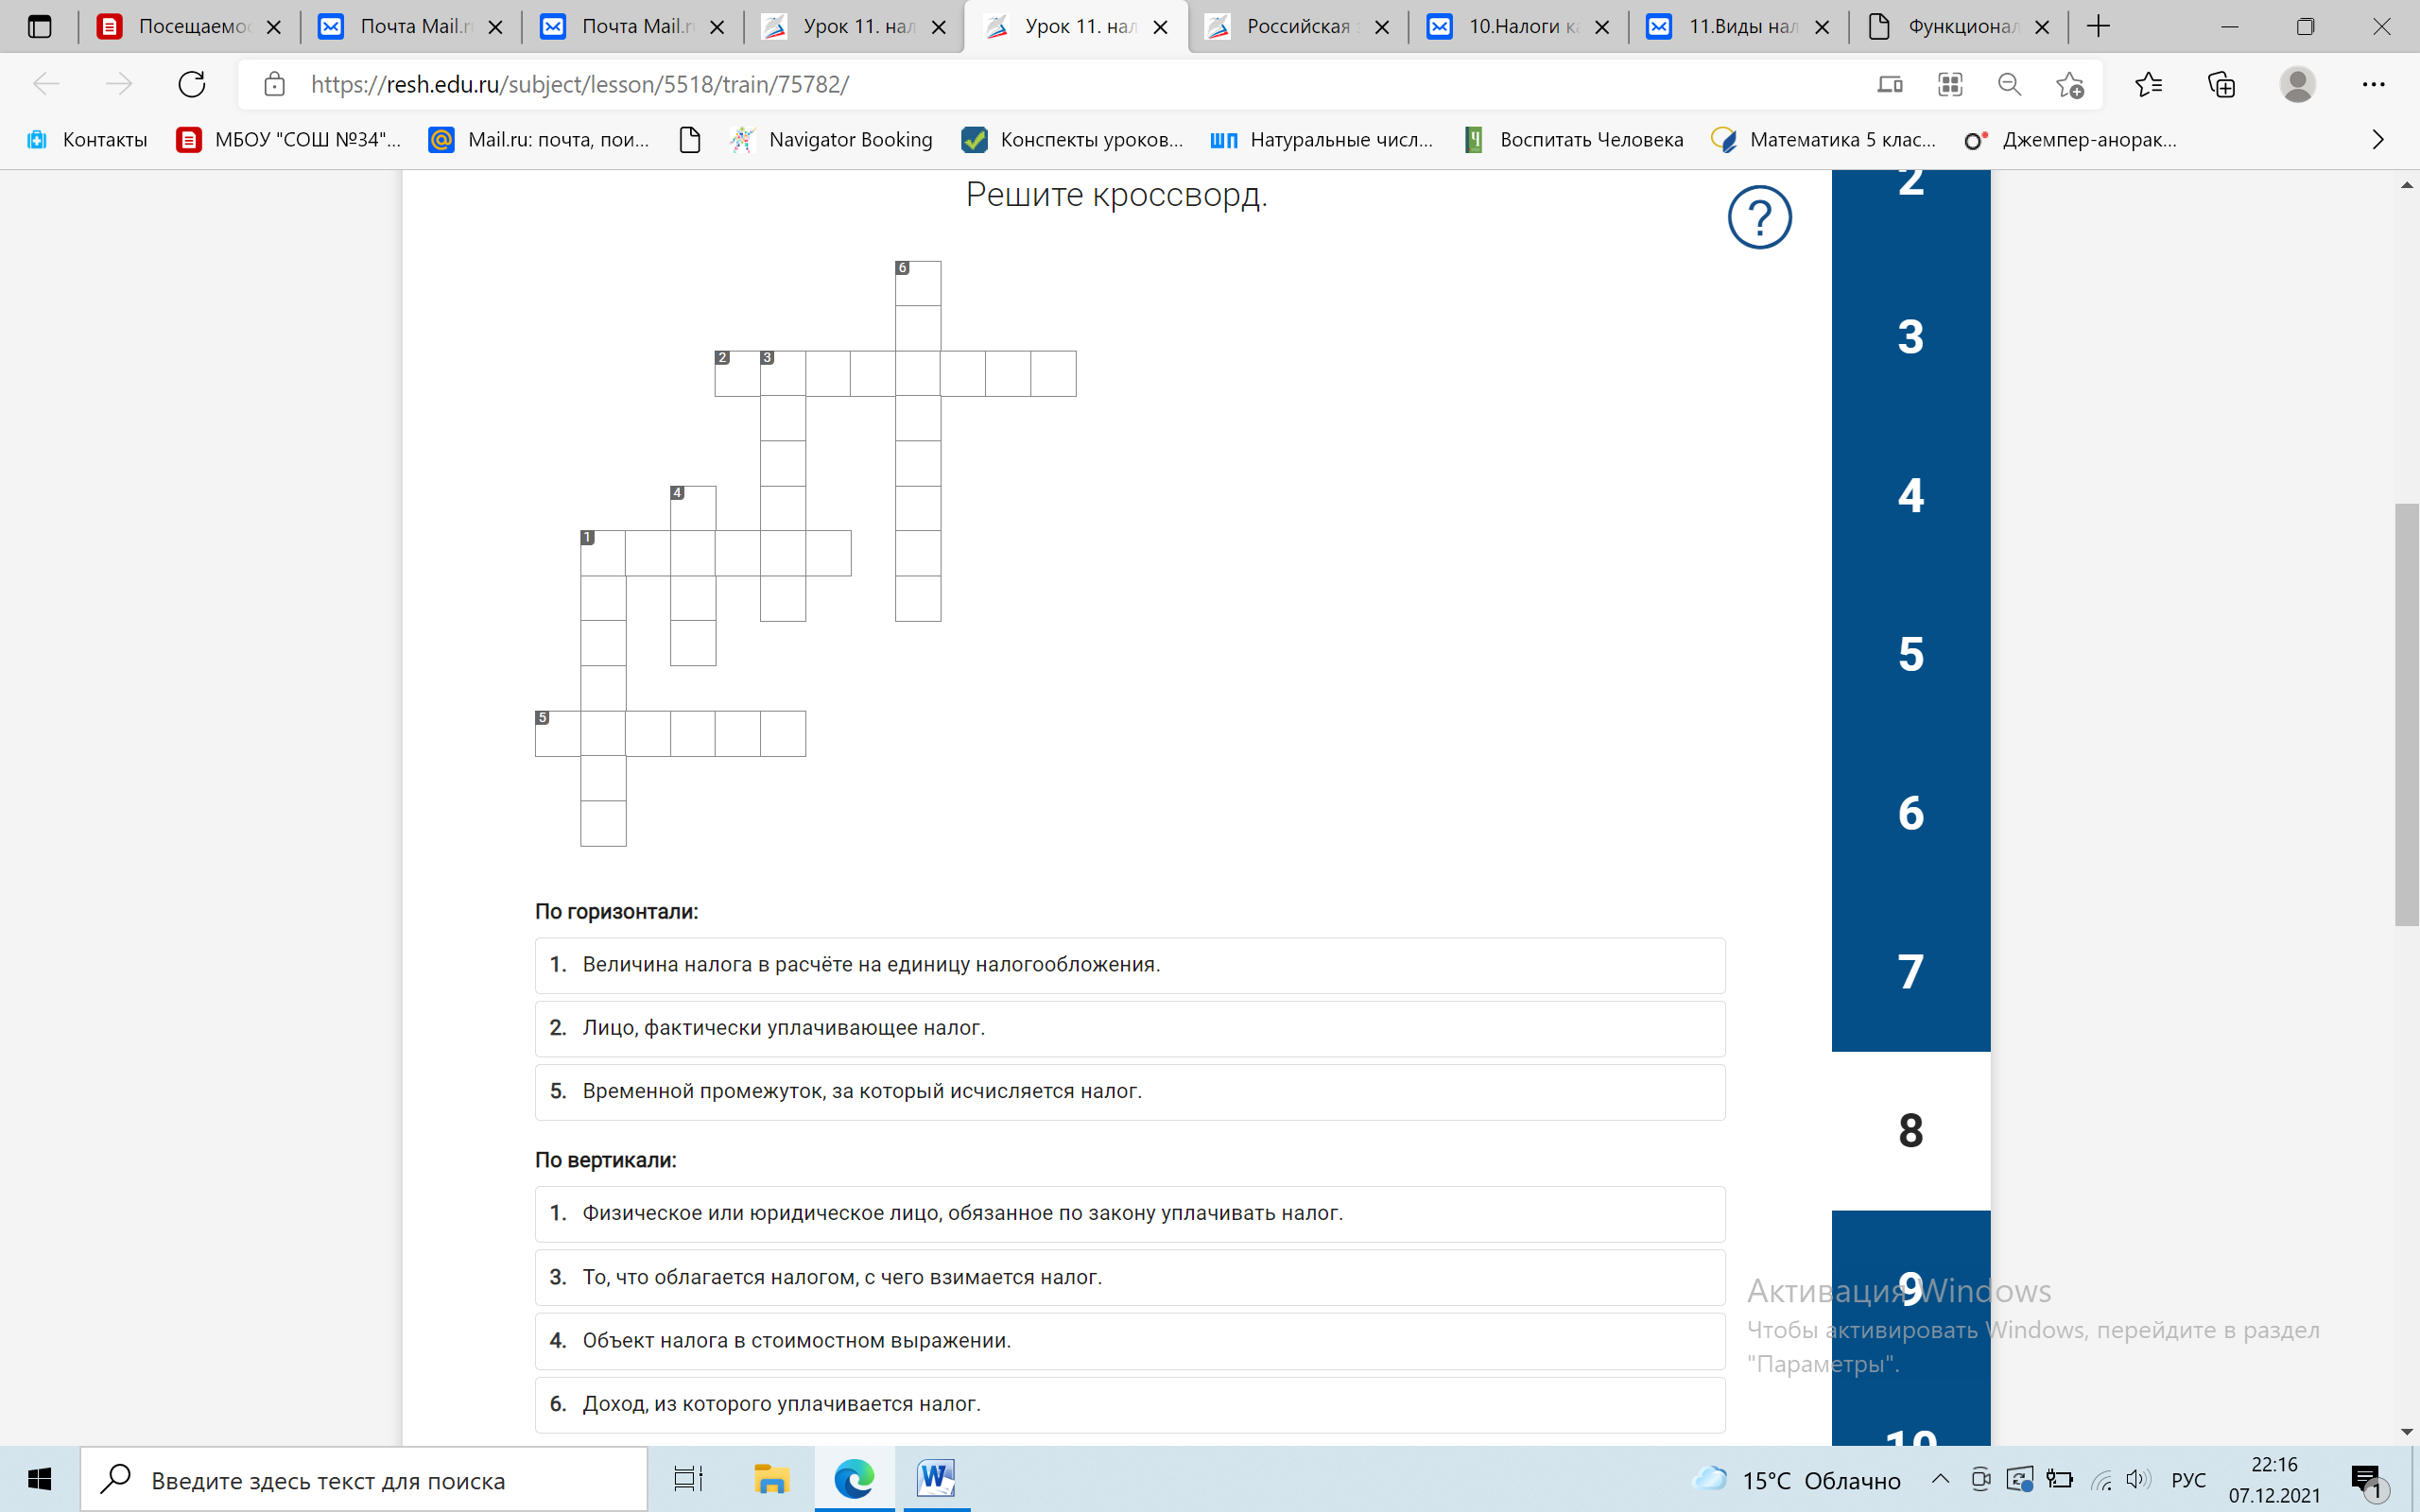 Посещаемо
Почта Mail.r
Почта Mail.r
Урок 11. нал
Урок 11. нал
Российская
10.Налоги к
11.Виды нал
Функционал
https://resh.edu.ru/subject/lesson/5518/train/75782/
Контакты
МБОУ "СОШ №34"...
Mail.ru: почта, пои...
Navigator Booking
Конспекты уроков...
Натуральные числ...
Воспитать Человека
Математика 5 клас...
Джемпер-анорак...
Решите кроссворд.
?
6
2 3
4
1
5
По горизонтали:
1. Величина налога в расчёте на единицу налогообложения.
2. Лицо, фактически уплачивающее налог.
5. Временной промежуток, за который исчисляется налог.
По вертикали:
1. Физическое или юридическое лицо, обязанное по закону уплачивать налог.
3. То, что облагается налогом, с чего взимается налог.
4. Объект налога в стоимостном выражении.
6. Доход, из которого уплачивается налог.
2
3
4
5
6
7
8
9
10
Активация Windows
Чтобы активировать Windows, перейдите в раздел
"Параметры".
Введите здесь текст для поиска
15°C Облачно
РУС
22:16
07.12.2021
1